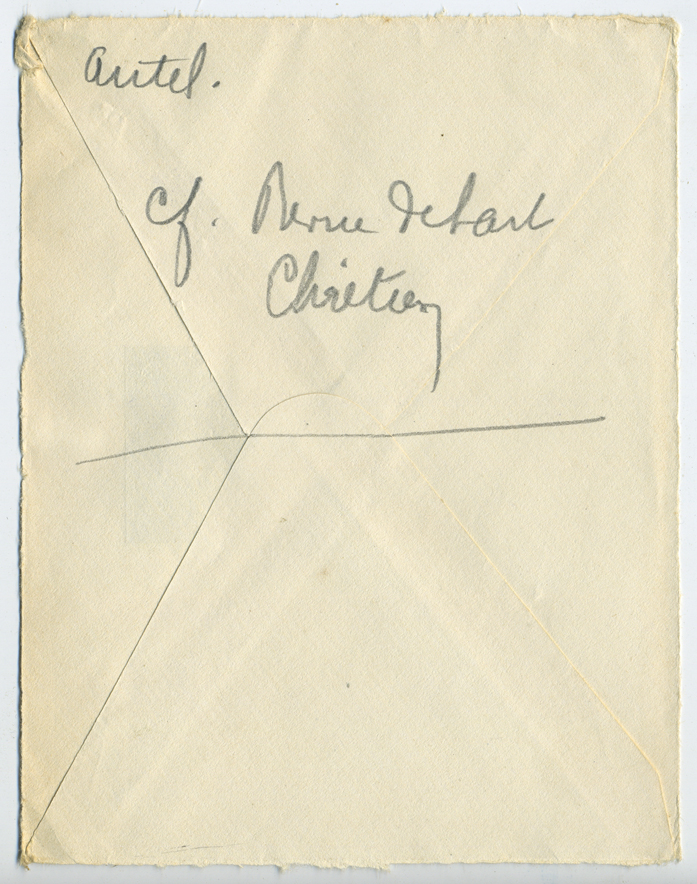 autel.
cf. Revue de l'art
Chrétien